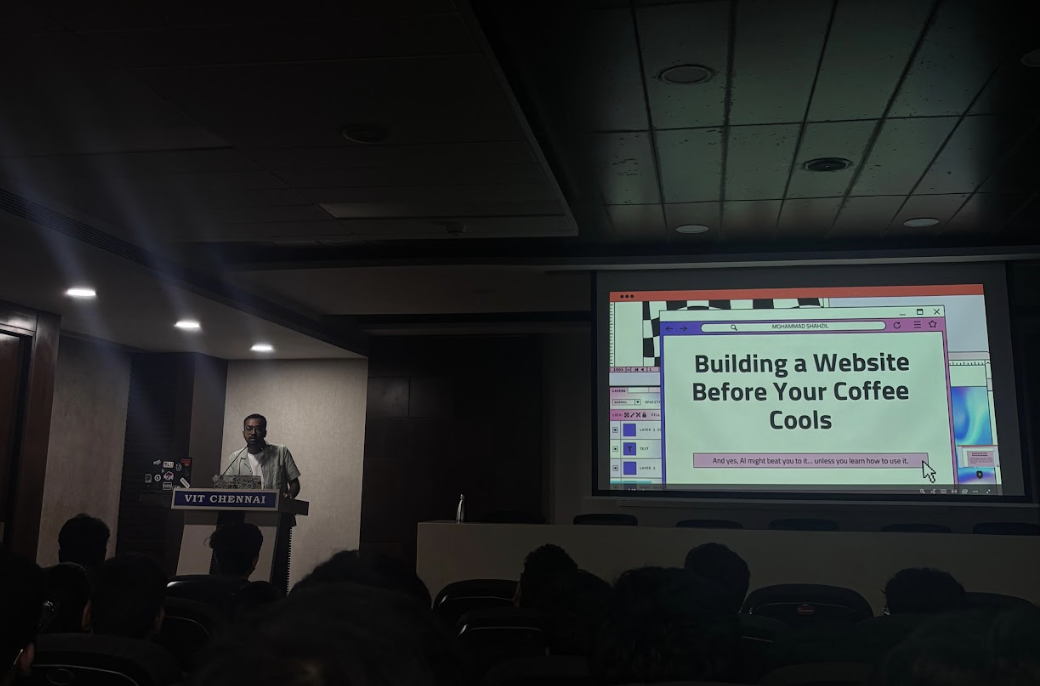 MOHAMMAD SHAHZIL
Building a Website
Before Your Coffee
Cools
And yes, AI might beat you to it... unless you learn how to use it.
TEXT
VIT CHENNAI